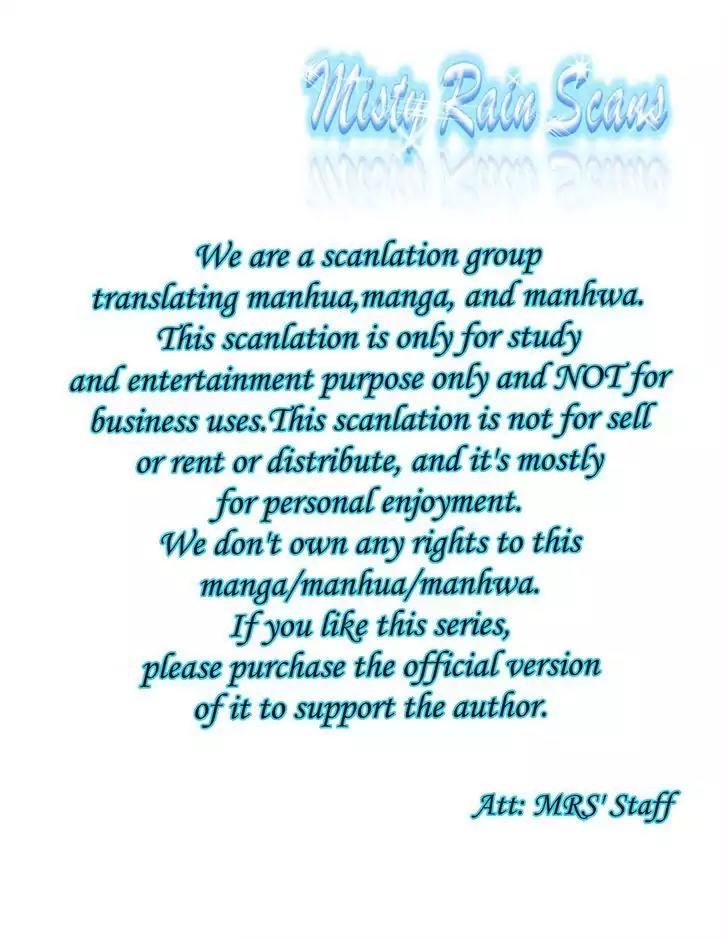 Misty Rain Scans
We are a scanlation group
translating manhua,manga, and manhwa.
This scanlation is only for study
and entertainment purpose only and NOT for
business uses.This scanlation is not for sell
or rent or distribute, and it's mostly
for personal enjoyment.
We don't own any rights to this
manga/manhua/manhwa.
If you like this series,
please purchase the official version
of it to support the author.
Att: MRS' Staff